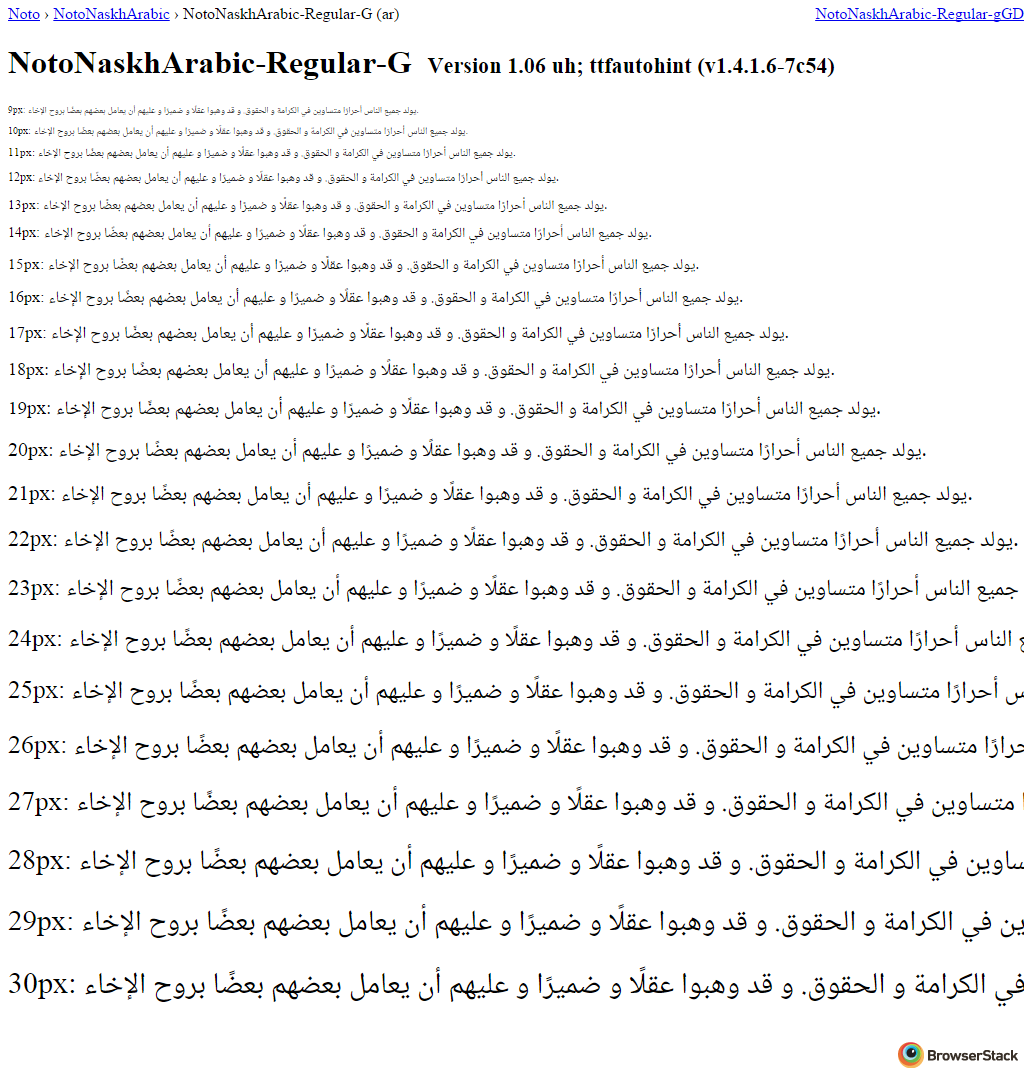 Noto › NotoNaskhArabic › NotoNaskhArabic-Regular-G (ar)
NotoNaskhArabic-Regular-gGD
NotoNaskhArabic-Regular-G Version 1.06 uh; ttfautohint (v1.4.1.6-7c54)
9px: يولد جميع الناس أحرارًا متساوين في الكرامة و الحقوق. و قد وهبوا عقلًا و ضميرًا و عليهم أن يعامل بعضهم بعضًا بروح الإخاء.
10px: يولد جميع الناس أحرارًا متساوين في الكرامة و الحقوق. و قد وهبوا عقلًا و ضميرًا و عليهم أن يعامل بعضهم بعضًا بروح الإخاء.
11px: يولد جميع الناس أحرارًا متساوين في الكرامة و الحقوق. و قد وهبوا عقلًا و ضميرًا و عليهم أن يعامل بعضهم بعضًا بروح الإخاء.
12px: يولد جميع الناس أحرارًا متساوين في الكرامة و الحقوق. و قد وهبوا عقلًا و ضميرًا و عليهم أن يعامل بعضهم بعضًا بروح الإخاء.
13px: يولد جميع الناس أحرارًا متساوين في الكرامة و الحقوق. و قد وهبوا عقلًا و ضميرًا و عليهم أن يعامل بعضهم بعضًا بروح الإخاء.
14px: يولد جميع الناس أحرارًا متساوين في الكرامة و الحقوق. و قد وهبوا عقلًا و ضميرًا و عليهم أن يعامل بعضهم بعضًا بروح الإخاء.
15px: يولد جميع الناس أحرارًا متساوين في الكرامة و الحقوق. و قد وهبوا عقلًا و ضميرًا و عليهم أن يعامل بعضهم بعضًا بروح الإخاء.
16px: يولد جميع الناس أحرارًا متساوين في الكرامة و الحقوق. و قد وهبوا عقلًا و ضميرًا و عليهم أن يعامل بعضهم بعضًا بروح الإخاء.
17px: يولد جميع الناس أحرارًا متساوين في الكرامة و الحقوق. و قد وهبوا عقلًا و ضميرًا و عليهم أن يعامل بعضهم بعضًا بروح الإخاء.
18px: يولد جميع الناس أحرارًا متساوين في الكرامة و الحقوق. و قد وهبوا عقلًا و ضميرًا و عليهم أن يعامل بعضهم بعضًا بروح الإخاء.
19px: يولد جميع الناس أحرارًا متساوين في الكرامة و الحقوق. و قد وهبوا عقلًا و ضميرًا و عليهم أن يعامل بعضهم بعضًا بروح الإخاء.
20px: يولد جميع الناس أحرارًا متساوين في الكرامة و الحقوق. و قد وهبوا عقلًا و ضميرًا و عليهم أن يعامل بعضهم بعضًا بروح الإخاء.
21px: يولد جميع الناس أحرارًا متساوين في الكرامة و الحقوق. و قد وهبوا عقلًا و ضميرًا و عليهم أن يعامل بعضهم بعضًا بروح الإخاء.
22px: يولد جميع الناس أحرارًا متساوين في الكرامة و الحقوق. و قد وهبوا عقلًا و ضميرًا و عليهم أن يعامل بعضهم بعضًا بروح الإخاء.
23px: جميع الناس أحرارًا متساوين في الكرامة و الحقوق. و قد وهبوا عقلًا و ضميرًا و عليهم أن يعامل بعضهم بعضًا بروح الإخاء
24px: الناس أحرارًا متساوين في الكرامة و الحقوق. و قد وهبوا عقلًا و ضميرًا و عليهم أن يعامل بعضهم بعضًا بروح الإخاء
25px: أحرارًا متساوين في الكرامة و الحقوق. و قد وهبوا عقلًا و ضميرًا و عليهم أن يعامل بعضهم بعضًا بروح الإخاء
26px: متساوين في الكرامة و الحقوق. و قد وهبوا عقلًا و ضميرًا و عليهم أن يعامل بعضهم بعضًا بروح الإخاء
27px: متساوين في الكرامة و الحقوق. و قد وهبوا عقلًا و ضميرًا و عليهم أن يعامل بعضهم بعضًا بروح الإخاء
28px: في الكرامة و الحقوق. و قد وهبوا عقلًا و ضميرًا و عليهم أن يعامل بعضهم بعضًا بروح الإخاء
29px: في الكرامة و الحقوق. و قد وهبوا عقلًا و ضميرًا و عليهم أن يعامل بعضهم بعضًا بروح الإخاء
30px: في الكرامة و الحقوق. و قد وهبوا عقلًا و ضميرًا و عليهم أن يعامل بعضهم بعضًا بروح الإخاء
BrowserStack